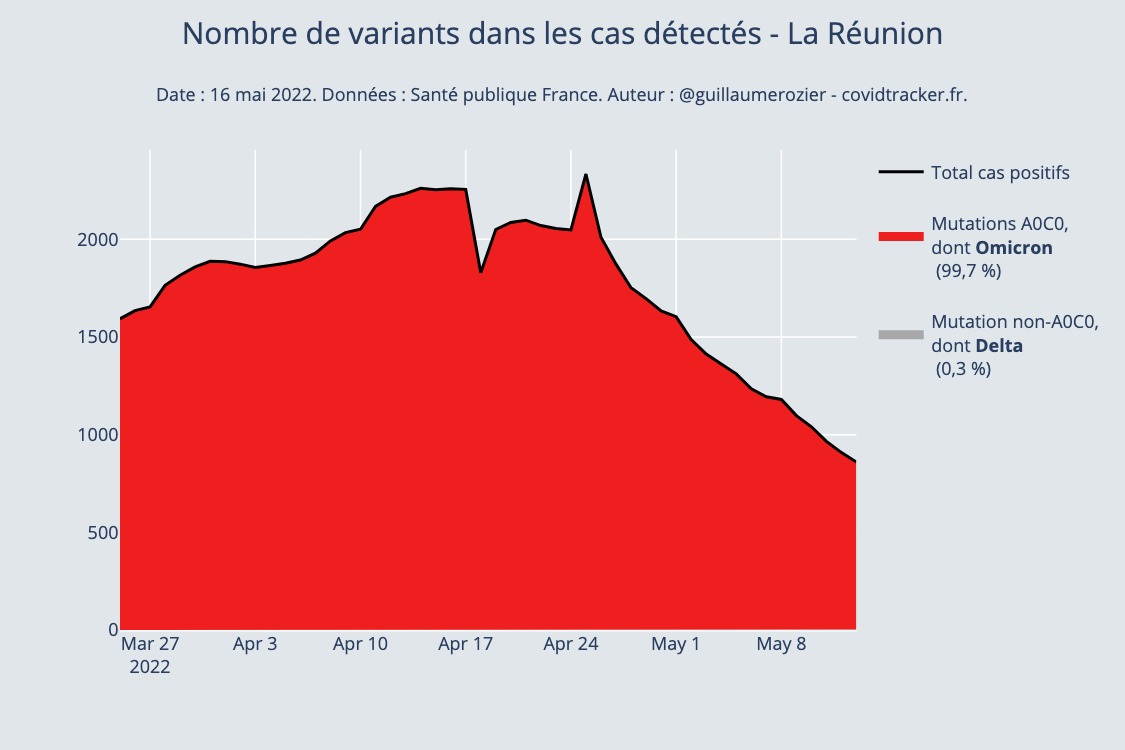 Nombre de variants dans les cas détectés - La Réunion
Date : 16 mai 2022. Données : Santé publique France. Auteur : @guillaumerozier - covidtracker.fr.
Total cas positifs
Mutations A0C0,
dont Omicron
(99,7 %)
Mutation non-A0C0,
dont Delta
(0,3 %)
2000
1500
1000
500
0
Mar 27 Apr 3 Apr 10 Apr 17 Apr 24 May 1 May 8
2022